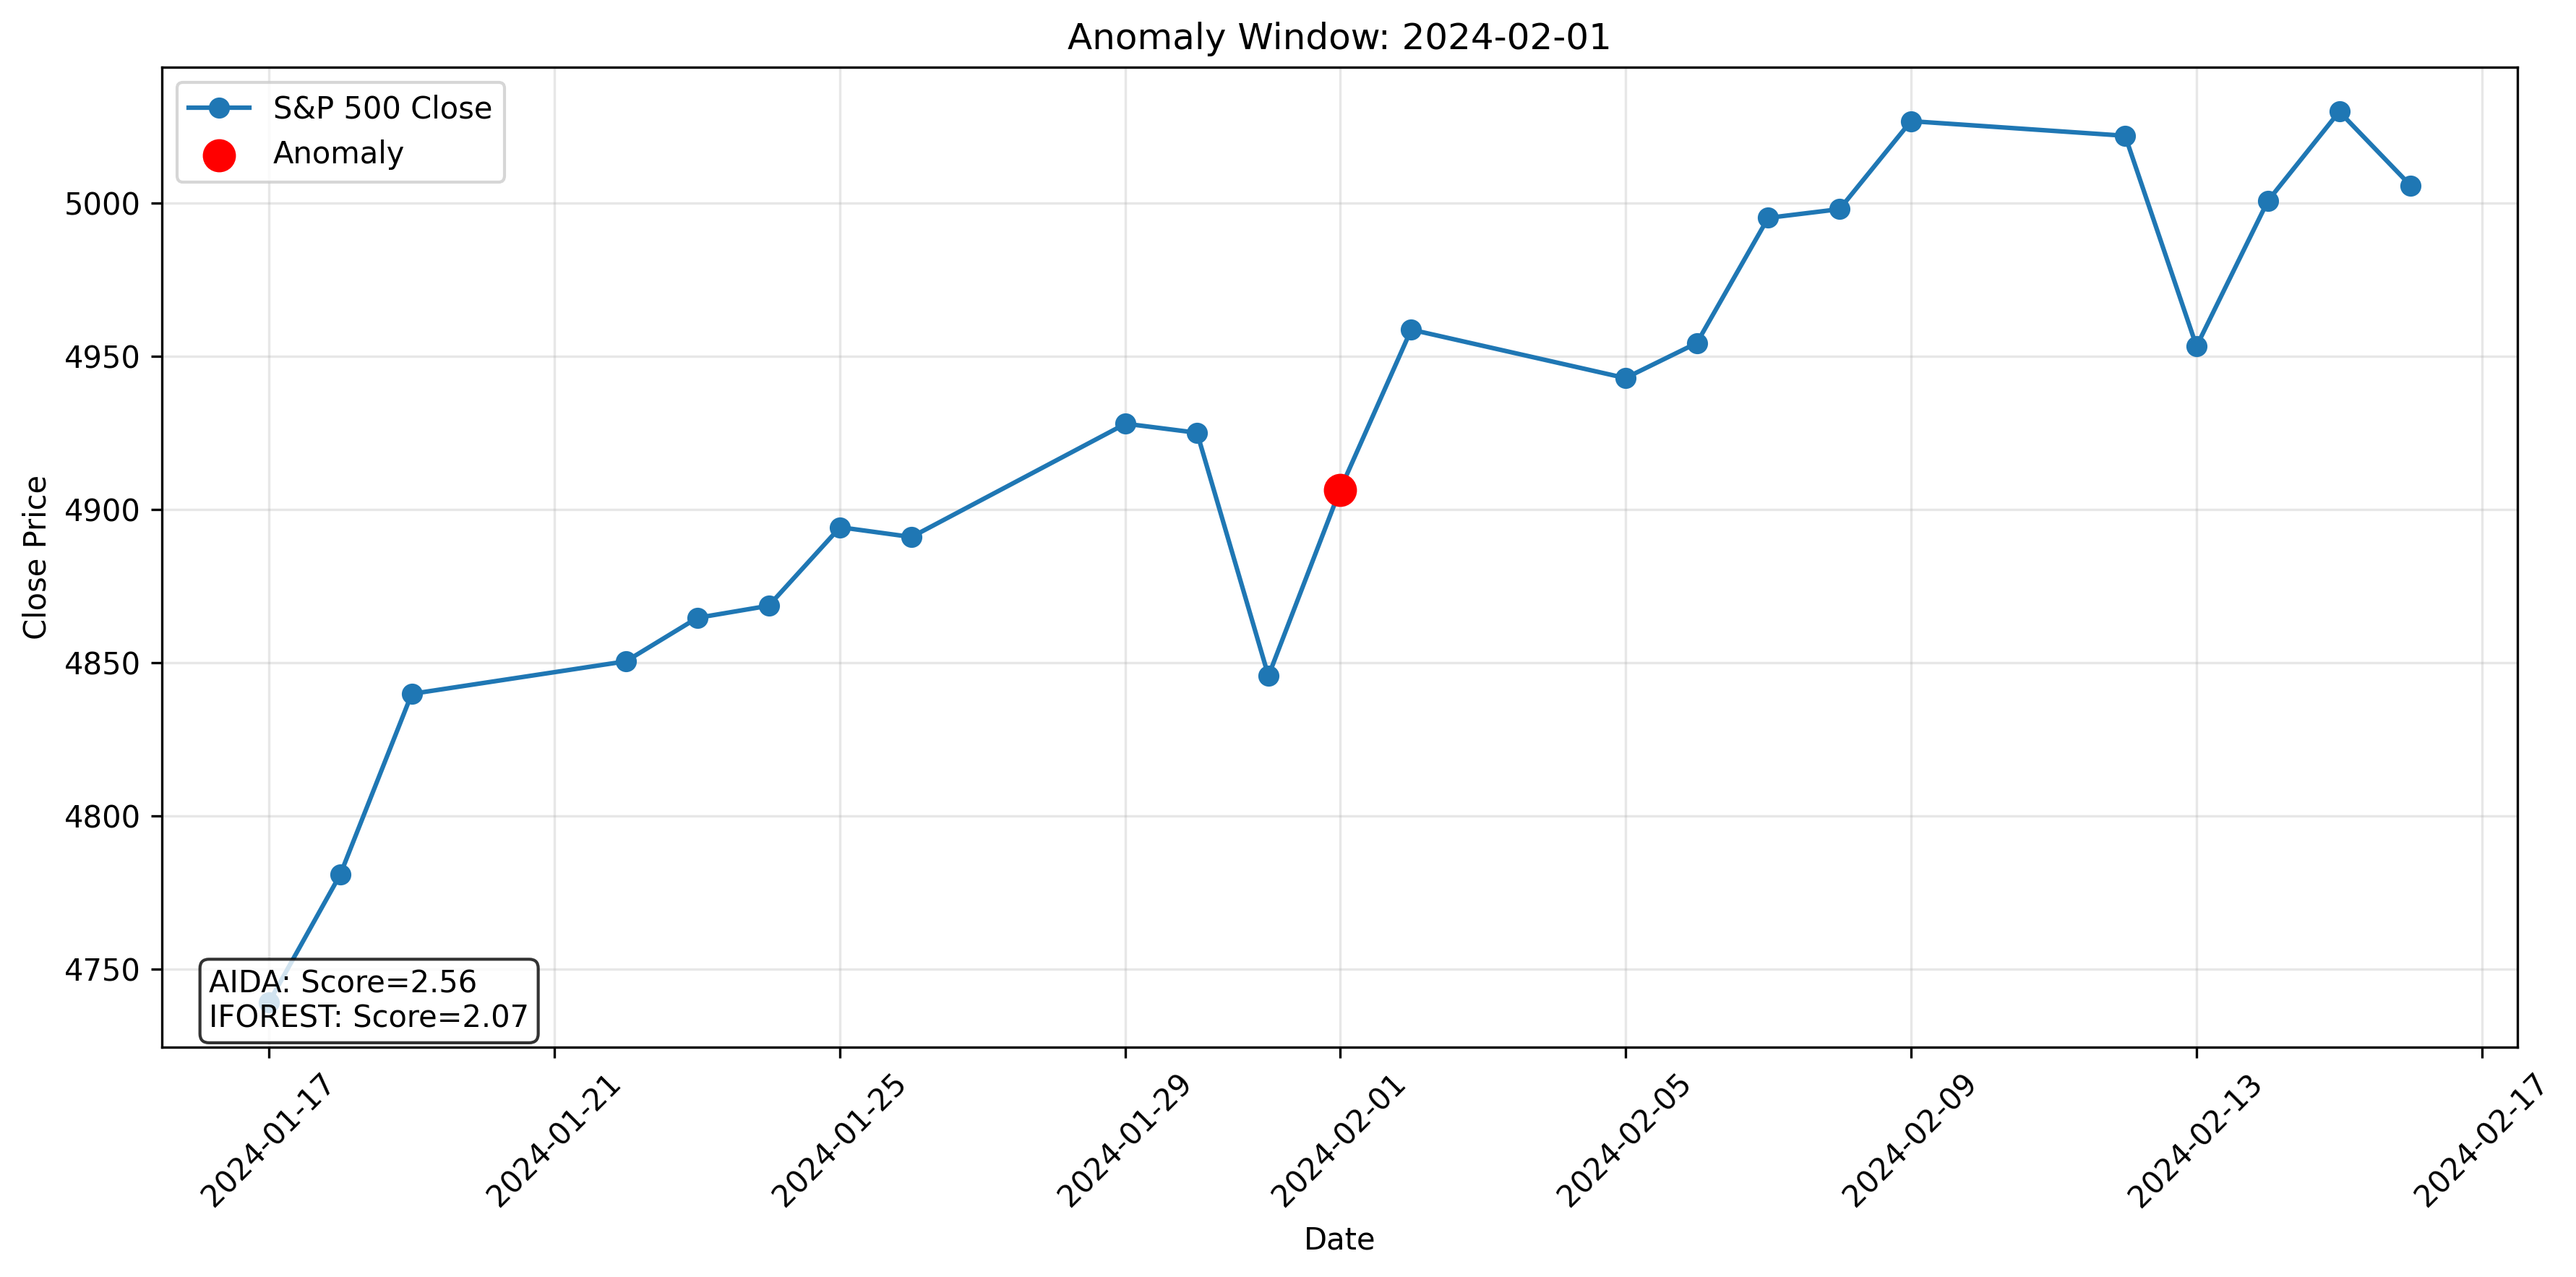 Anomaly Window: 2024-02-01
S&P 500 Close
Anomaly
Close Price
5000
4950
4900
4850
4800
4750
AIDA: Score=2.56
IFOREST: Score=2.07
2024-01-17
2024-01-21
2024-01-25
2024-01-29
2024-02-01
2024-02-05
2024-02-09
2024-02-13
2024-02-17
Date